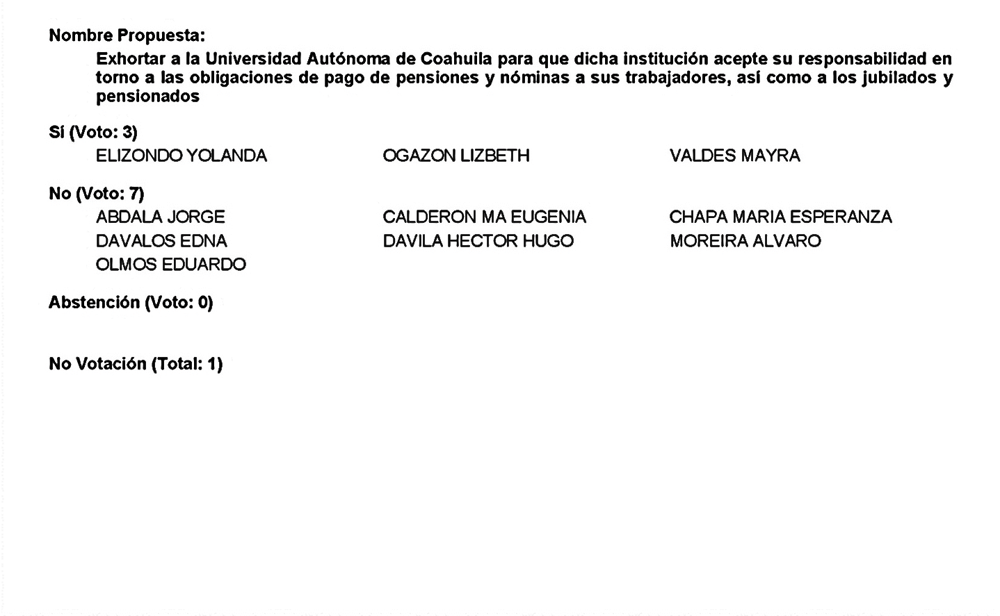 Nombre Propuesta:
Exhortar a la Universidad Autónoma de Coahuila para que dicha institución acepte su responsabilidad en
torno a las obligaciones de pago de pensiones y nóminas a sus trabajadores, así como a los jubilados y
pensionados
Sí (Voto: 3)
ELIZONDO YOLANDA OGAZON LIZBETH VALDES MAYRA
No (Voto: 7)
ABDALA JORGE CALDERON MA EUGENIA CHAPA MARIA ESPERANZA
DAVALOS EDNA DAVILA HECTOR HUGO MOREIRA ALVARO
OLMOS EDUARDO
Abstención (Voto: 0)
No Votación (Total: 1)